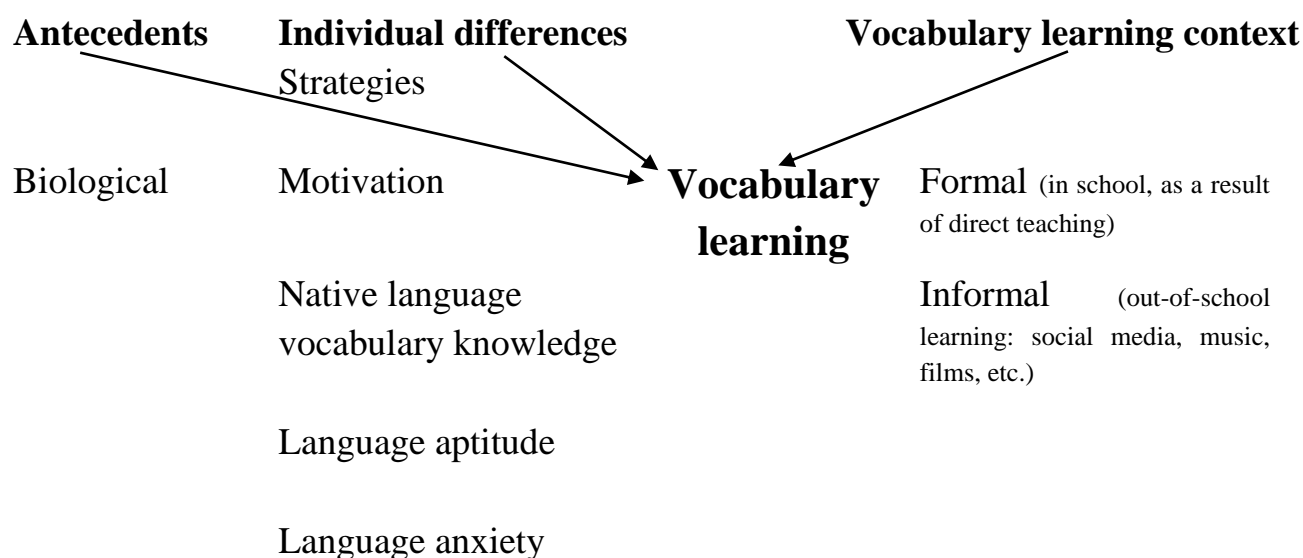 Antecedents Individual differences Vocabulary learning context
Strategies
Biological Motivation Vocabulary learning Formal (in school, as a result
of direct teaching)
Native language
vocabulary knowledge
Informal (out-of-school
learning: social media, music,
films, etc.)
Language aptitude
Language anxiety